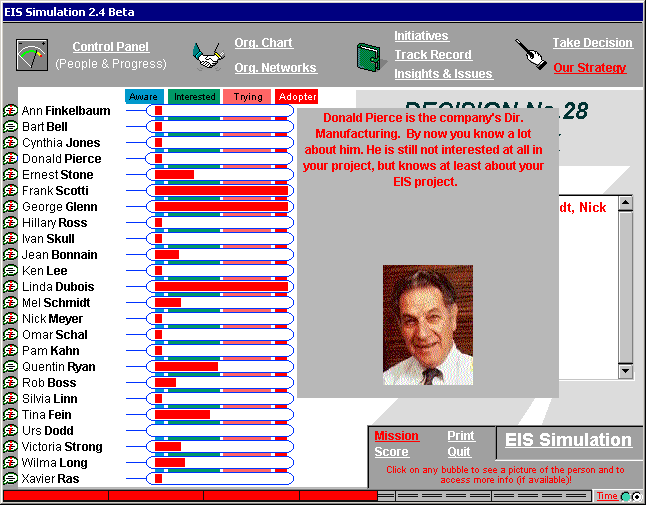 EIS Simulation 2.4 Beta
Control Panel
(People & Progress)
Org. Chart
Org. Networks
Initiatives
Track Record
Insights & Issues
Take Decision
Our Strategy
Aware Interested Trying Adopter
Ann Finkelbaum
Bart Bell
Cynthia Jones
Donald Pierce
Ernest Stone
Frank Scotti
George Glenn
Hillary Ross
Ivan Skull
Jean Bonnain
Ken Lee
Linda Dubois
Mel Schmidt
Nick Meyer
Omar Schal
Pam Kahn
Quentin Ryan
Rob Boss
Silvia Linn
Tina Fein
Urs Dodd
Victoria Strong
Wilma Long
Xavier Ras
DECISION No.28
Donald Pierce is the company's Dir.
Manufacturing. By now you know a lot
about him. He is still not interested at all in
your project, but knows at least about your
EIS project.
dt, Nick
Mission
Score
Print
Quit
EIS Simulation
Click on any bubble to see a picture of the person and to
access more info (if available)!
Time